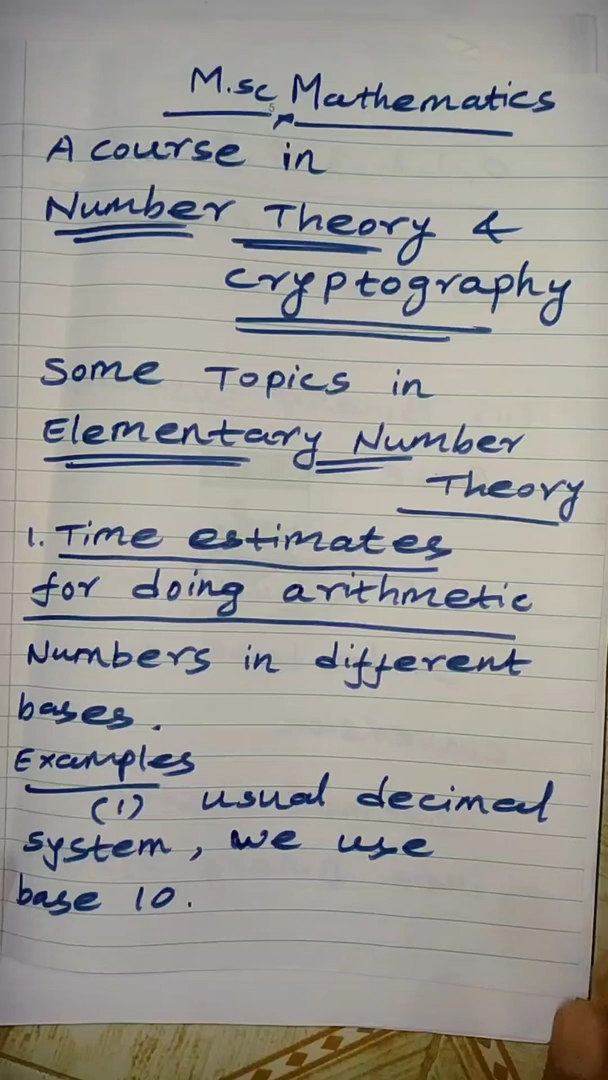 M.sc Mathematics
A course in
Number Theory &
cryptography
Some Topics in
Elementary Number
Theory
1. Time estimates
for doing arithmetic
Numbers in different
bases.
Examples
(1) usual decimal
system, we use
base 10.